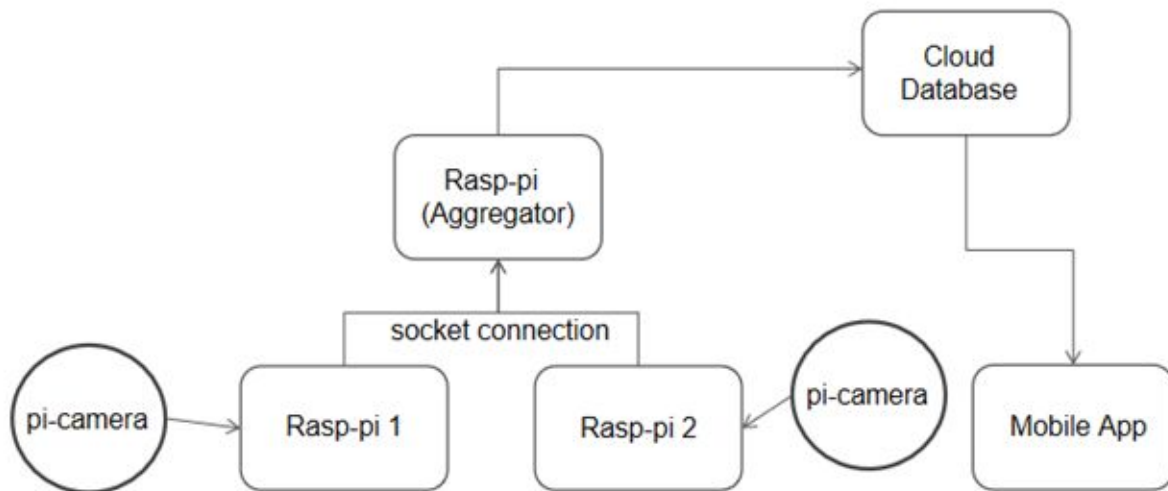 Cloud
Database
Rasp-pi
(Aggregator)
socket connection
pi-camera
Rasp-pi 1
Rasp-pi 2
pi-camera
Mobile App